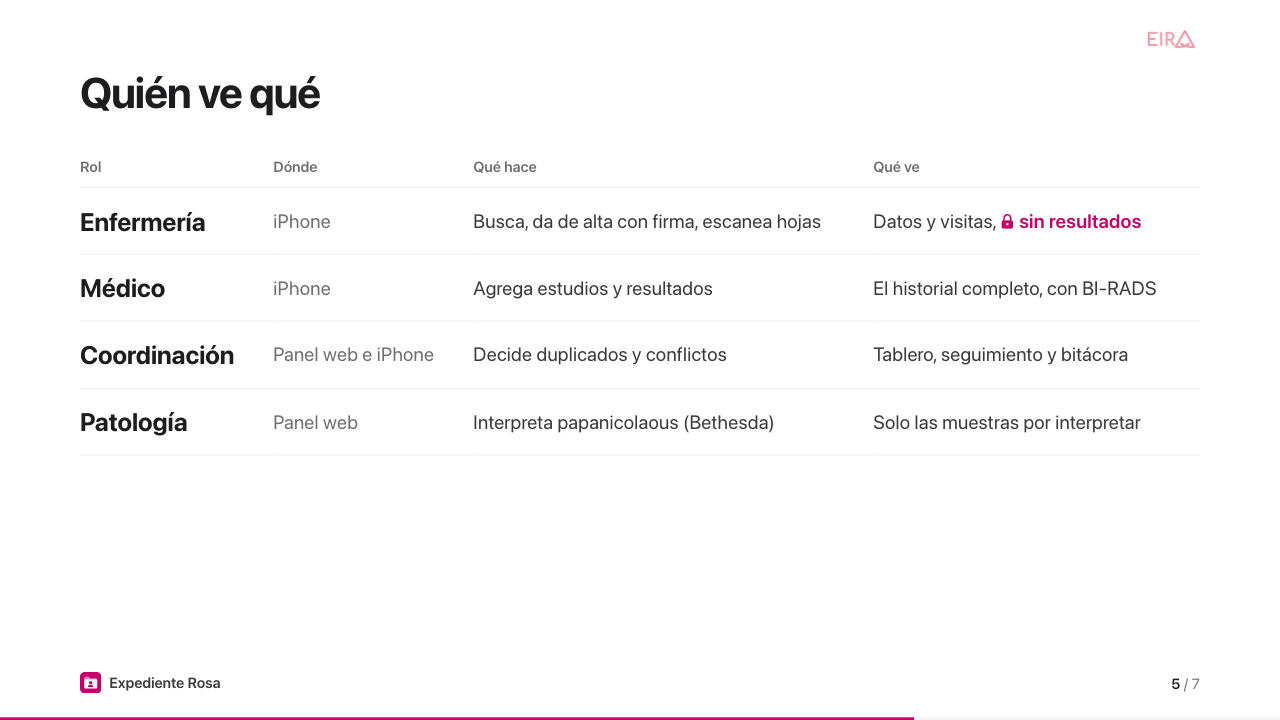 EIRA
Quién ve qué
Rol Dónde Qué hace Qué ve
Enfermería iPhone Busca, da de alta con firma, escanea hojas Datos y visitas, sin resultados
Médico iPhone Agrega estudios y resultados El historial completo, con BI-RADS
Coordinación Panel web e iPhone Decide duplicados y conflictos Tablero, seguimiento y bitácora
Patología Panel web Interpreta papanicolaous (Bethesda) Solo las muestras por interpretar
Expediente Rosa 5 / 7